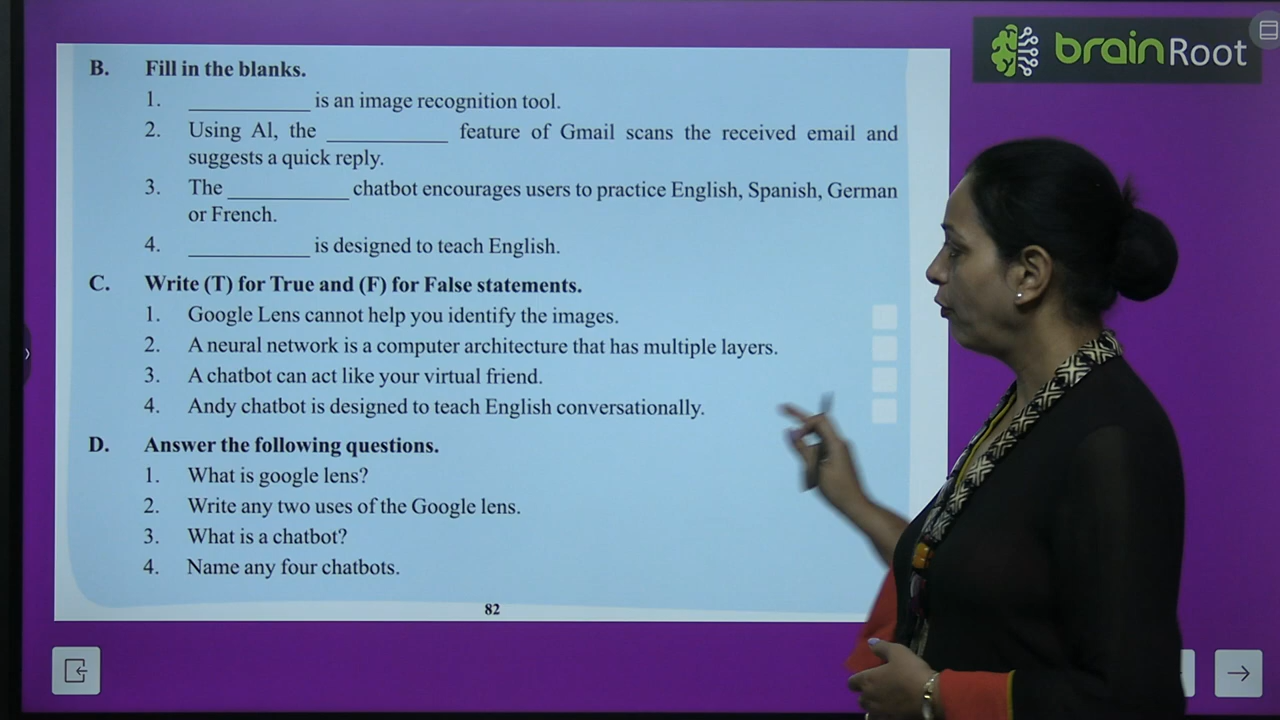 brainRoot
B. Fill in the blanks.
1. ____________ is an image recognition tool.
2. Using AI, the ____________ feature of Gmail scans the received email and
suggests a quick reply.
3. The ____________ chatbot encourages users to practice English, Spanish, German
or French.
4. ____________ is designed to teach English.
C. Write (T) for True and (F) for False statements.
1. Google Lens cannot help you identify the images.
2. A neural network is a computer architecture that has multiple layers.
3. A chatbot can act like your virtual friend.
4. Andy chatbot is designed to teach English conversationally.
D. Answer the following questions.
1. What is google lens?
2. Write any two uses of the Google lens.
3. What is a chatbot?
4. Name any four chatbots.
82